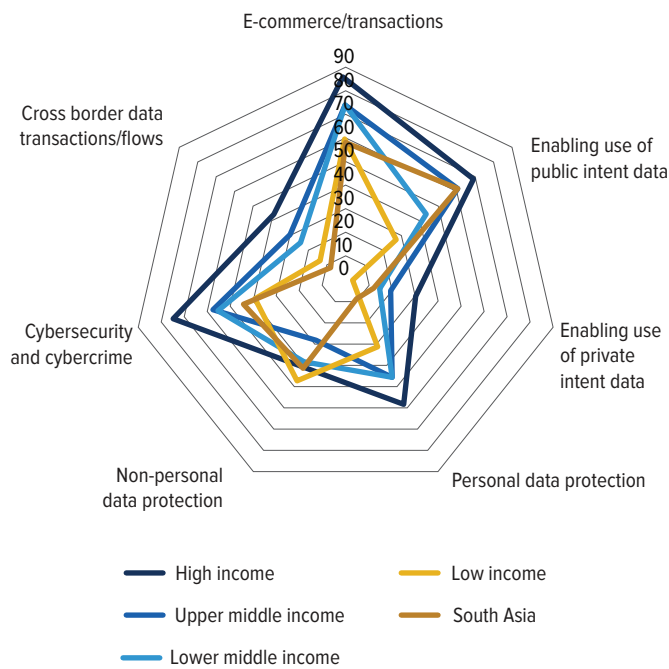 E-commerce/transactions
90
80
70
60
50
40
30
20
10
0
Cross border data
transactions/flows
Enabling use of
public intent data
Cybersecurity
and cybercrime
Enabling use
of private
intent data
Non-personal
data protection
Personal data protection
High income
Low income
Upper middle income
South Asia
Lower middle income